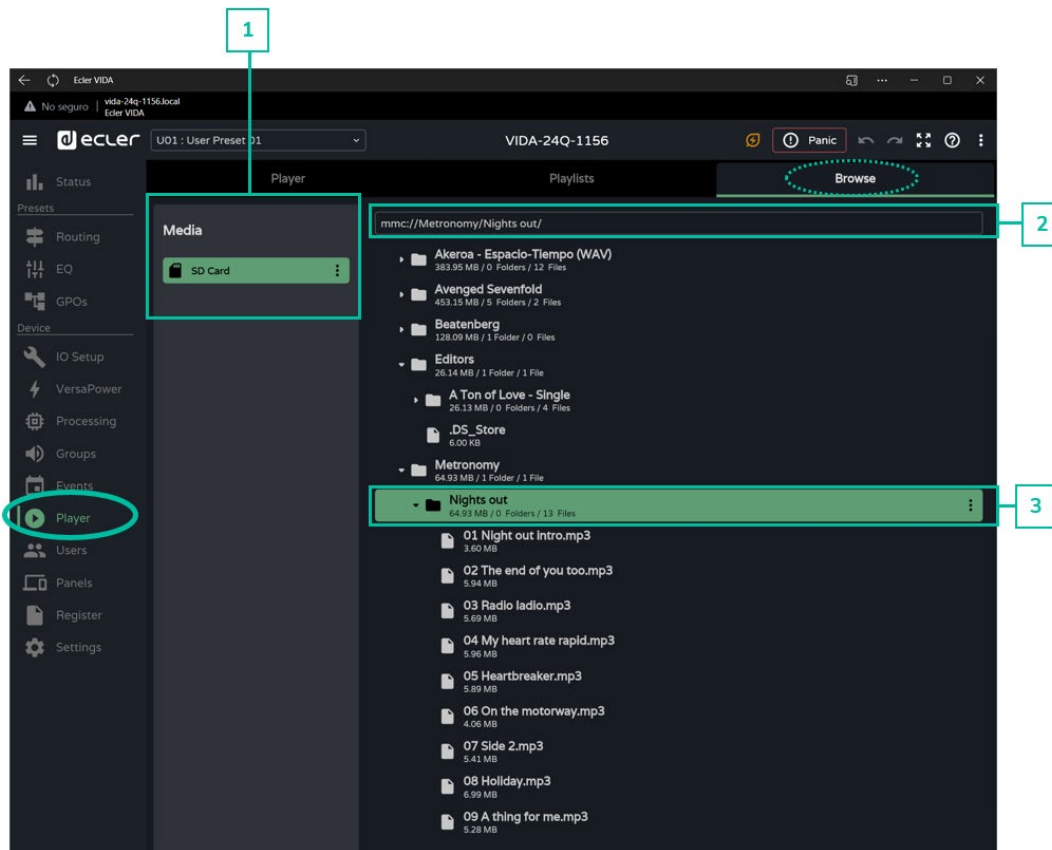 1
Ecler VIDA
No seguro
vida-24q-1156.local
Ecler VIDA
ecler
U01 : User Preset 01
VIDA-24Q-1156
Panic
Status
Presets
Routing
EQ
GPOs
Device
IO Setup
VersaPower
Processing
Groups
Events
Player
Users
Panels
Register
Settings
Player
Playlists
Browse
Media
SD Card
mmc://Metronomy/Nights out/
2
Akeroa - Espacio-Tiempo (WAV)
383.95 MB / 0 Folders / 12 Files
Avenged Sevenfold
453.15 MB / 5 Folders / 2 Files
Beatenberg
128.09 MB / 1 Folder / 0 Files
Editors
26.14 MB / 1 Folder / 1 File
A Ton of Love - Single
26.13 MB / 0 Folders / 4 Files
.DS_Store
6.00 KB
Metronomy
64.93 MB / 1 Folder / 1 File
Nights out
64.93 MB / 0 Folders / 13 Files
3
01 Night out intro.mp3
3.60 MB
02 The end of you too.mp3
5.94 MB
03 Radio ladio.mp3
5.69 MB
04 My heart rate rapid.mp3
5.96 MB
05 Heartbreaker.mp3
5.89 MB
06 On the motorway.mp3
4.06 MB
07 Side 2.mp3
5.41 MB
08 Holiday.mp3
6.99 MB
09 A thing for me.mp3
5.28 MB